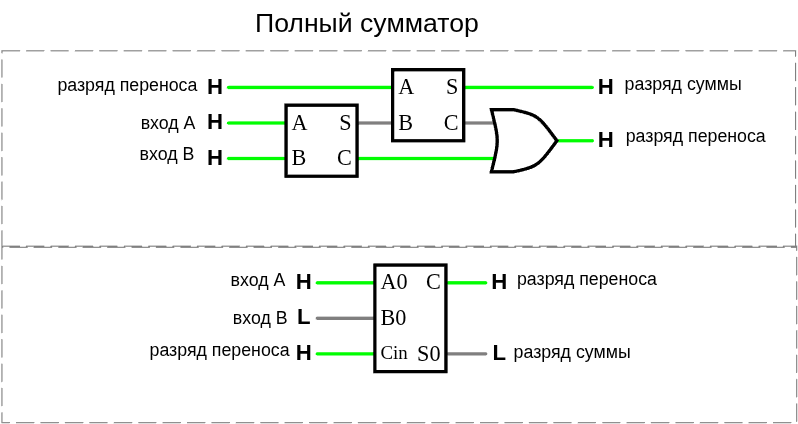 Полный сумматор
разряд переноса H
A S
H разряд суммы
вход A H
A S
B C
вход B H
B C
H разряд переноса
вход A H
A0 C
H разряд переноса
вход B L
B0
разряд переноса H
Cin S0
L разряд суммы